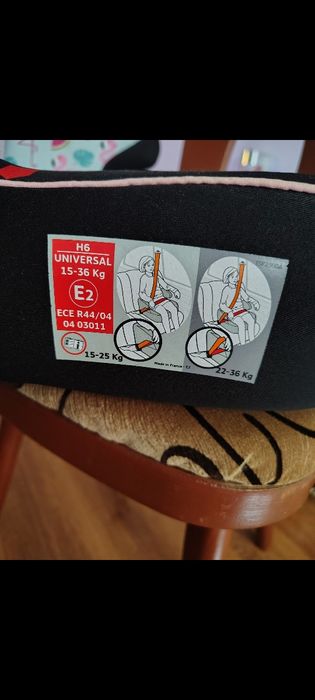 H6
UNIVERSAL
15-36 Kg
E2
ECE R44/04
04 03011
15-25 Kg
Made in France
22-36 Kg